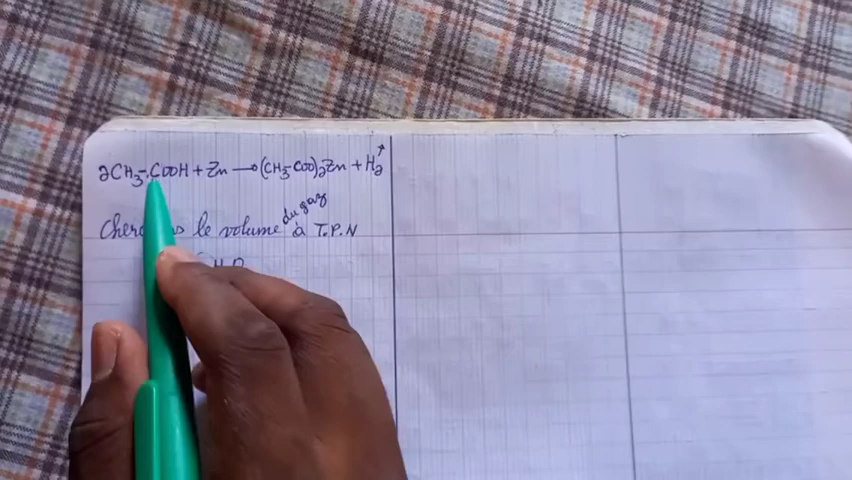 2CH₃-COOH + Zn → (CH₃-COO)₂Zn + H₂↑
du gaz
le volume à T.P.N